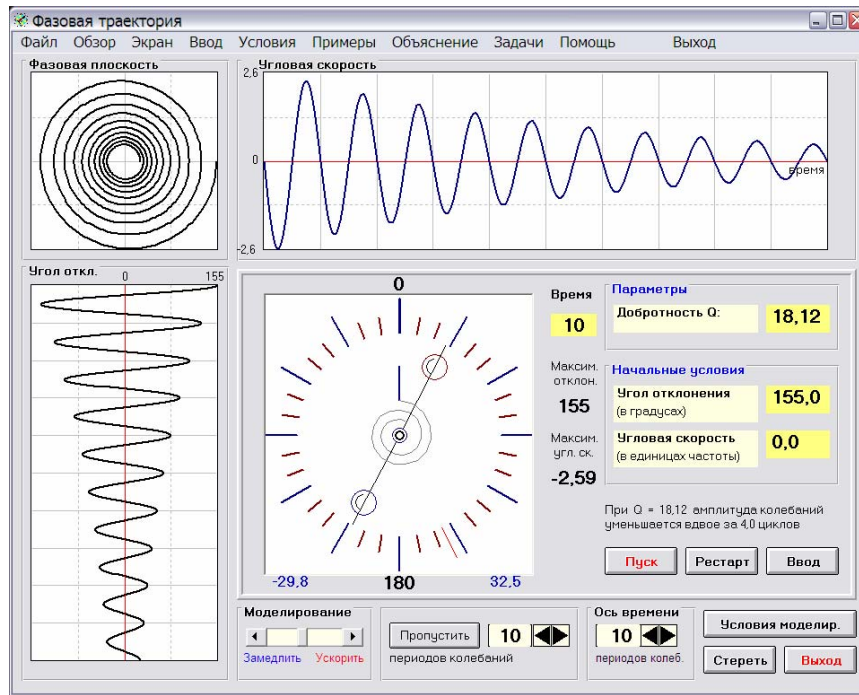 Фазовая траектория
Файл Обзор Экран Ввод Условия Примеры Объяснение Задачи Помощь Выход
Фазовая плоскость
Угловая скорость
2,6
0
время
-2,6
Угол откл.
0
155
0
180
-29,8
32,5
Время
10
Максим.
отклон.
155
Максим.
угл. ск.
-2,59
Параметры
Добротность Q:
18,12
Начальные условия
Угол отклонения
(в градусах)
155,0
Угловая скорость
(в единицах частоты)
0,0
При Q = 18,12 амплитуда колебаний
уменьшается вдвое за 4,0 циклов
Пуск
Рестарт
Ввод
Моделирование
Замедлить Ускорить
Пропустить
10
периодов колебаний
Ось времени
10
периодов колеб.
Условия моделир.
Стереть
Выход